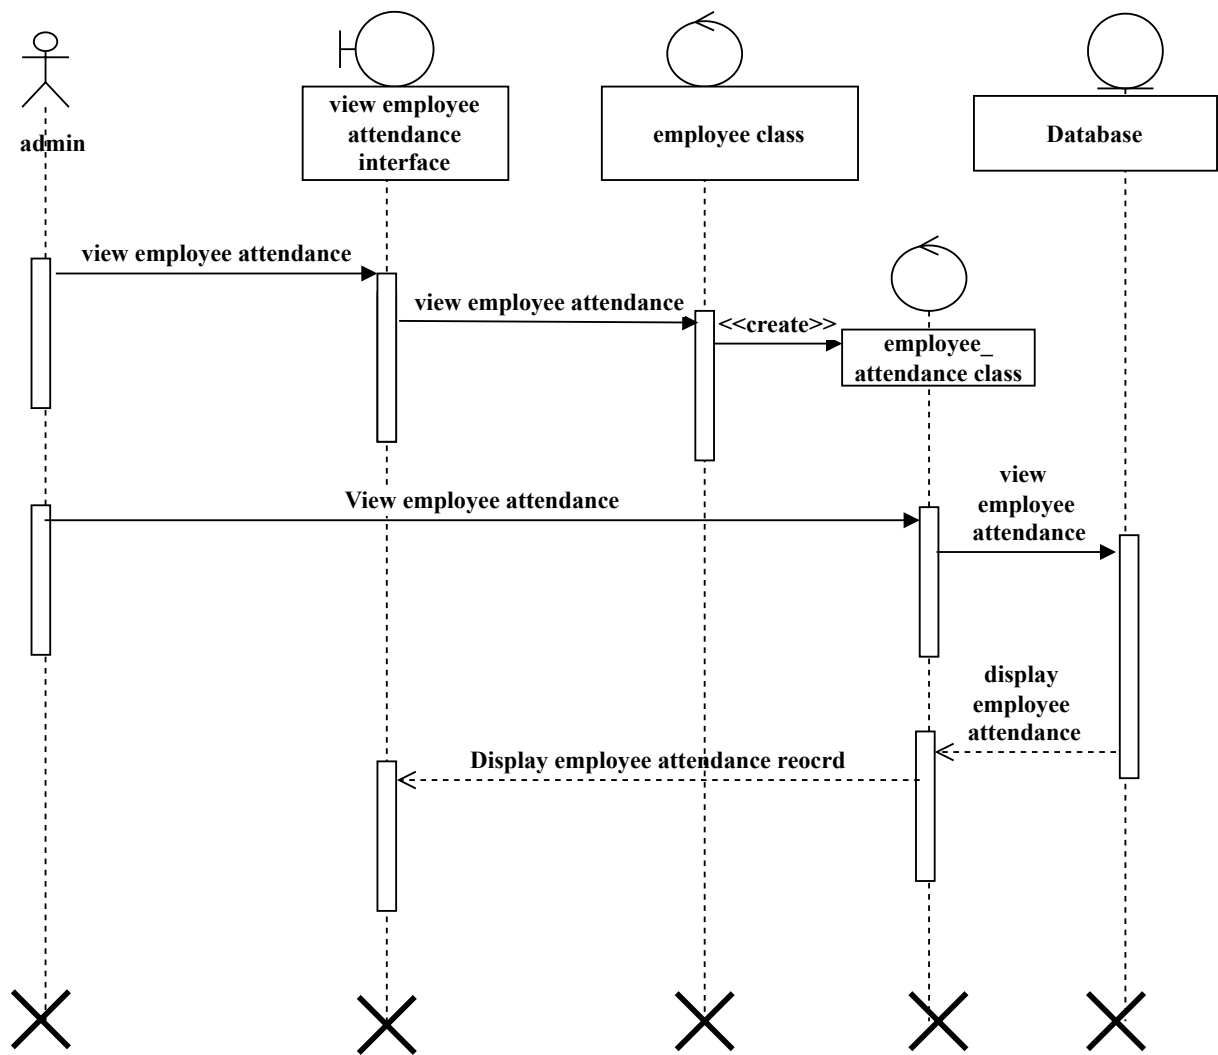 admin
view employee
attendance
interface
employee class
Database
view employee attendance
view employee attendance
<<create>>
employee_
attendance class
View employee attendance
view
employee
attendance
display
employee
attendance
Display employee attendance reocrd